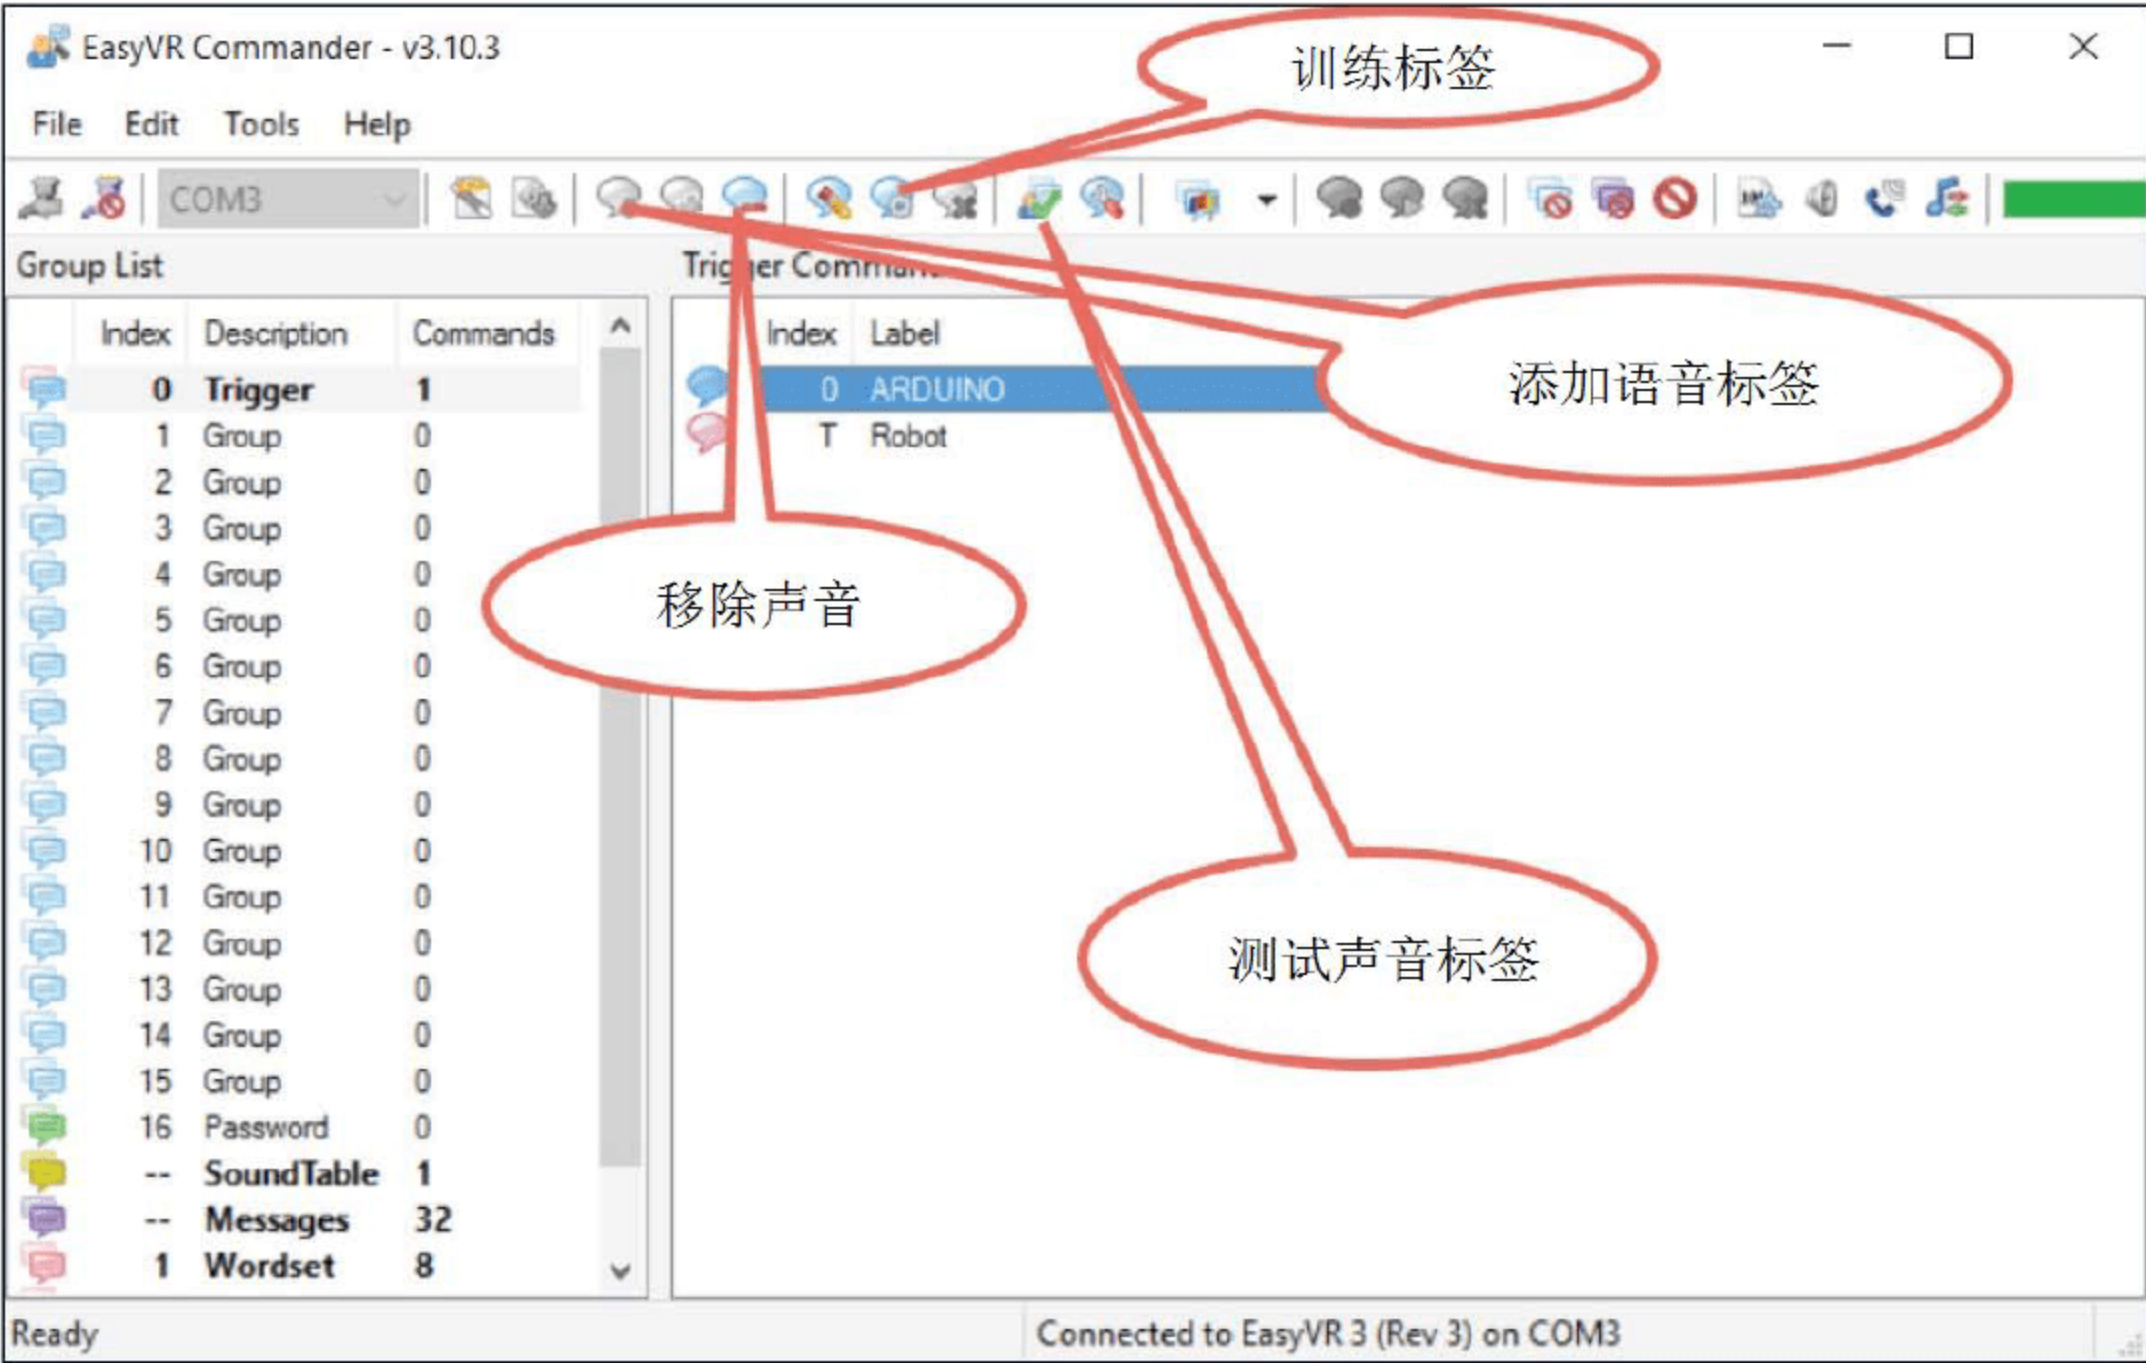 EasyVR Commander - v3.10.3
训练标签
File Edit Tools Help
COM3
Group List
Index Description Commands
0 Trigger 1
1 Group 0
2 Group 0
3 Group 0
4 Group 0
5 Group 0
6 Group 0
7 Group 0
8 Group 0
9 Group 0
10 Group 0
11 Group 0
12 Group 0
13 Group 0
14 Group 0
15 Group 0
16 Password 0
-- SoundTable 1
-- Messages 32
1 Wordset 8
Trigger
Index Label
0 ARDUINO
T Robot
添加语音标签
移除声音
测试声音标签
Ready
Connected to EasyVR 3 (Rev 3) on COM3